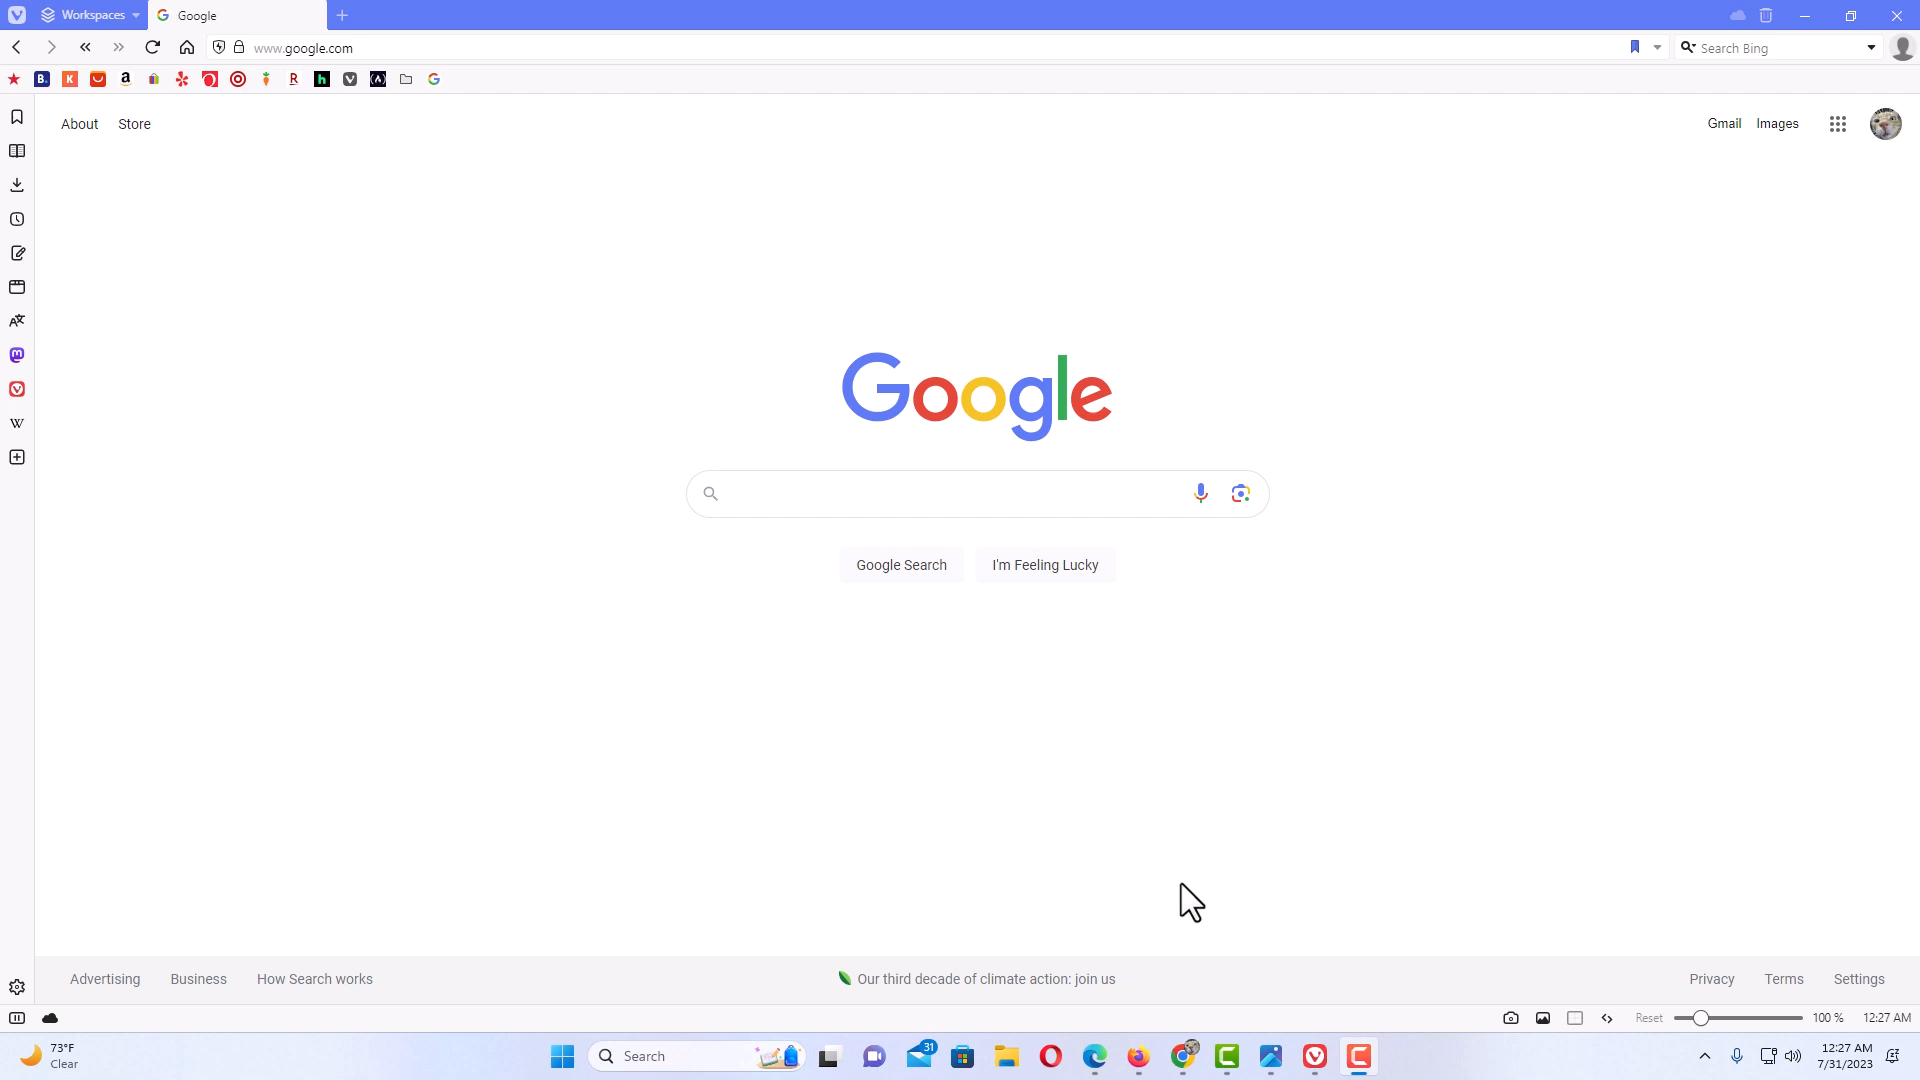 Workspaces
Google
www.google.com
Search Bing
B.
K
a
R
h
About
Store
Gmail
Images
Google
Google Search
I'm Feeling Lucky
W
Advertising
Business
How Search works
Our third decade of climate action: join us
Privacy
Terms
Settings
Reset
100 %
12:27 AM
73°F
Clear
Search
31
12:27 AM
7/31/2023